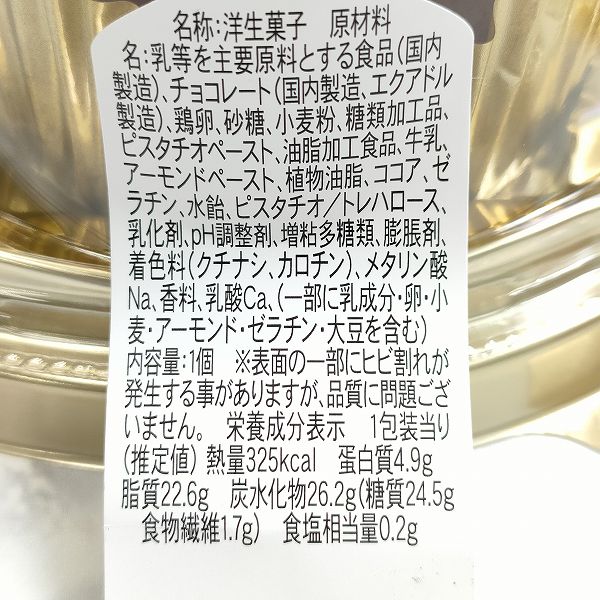 名称:洋生菓子　原材料
名:乳等を主要原料とする食品(国内
製造)、チョコレート(国内製造、エクアドル
製造)、鶏卵、砂糖、小麦粉、糖類加工品、
ピスタチオペースト、油脂加工食品、牛乳、
アーモンドペースト、植物油脂、ココア、ゼ
ラチン、水飴、ピスタチオ/トレハロース、
乳化剤、pH調整剤、増粘多糖類、膨脹剤、
着色料(クチナシ、カロチン)、メタリン酸
Na、香料、乳酸Ca、(一部に乳成分・卵・小
麦・アーモンド・ゼラチン・大豆を含む)
内容量:1個　※表面の一部にヒビ割れが
発生する事がありますが、品質に問題ござ
いません。　栄養成分表示　1包装当り
(推定値) 熱量325kcal　蛋白質4.9g
脂質22.6g　炭水化物26.2g(糖質24.5g
食物繊維1.7g)　食塩相当量0.2g